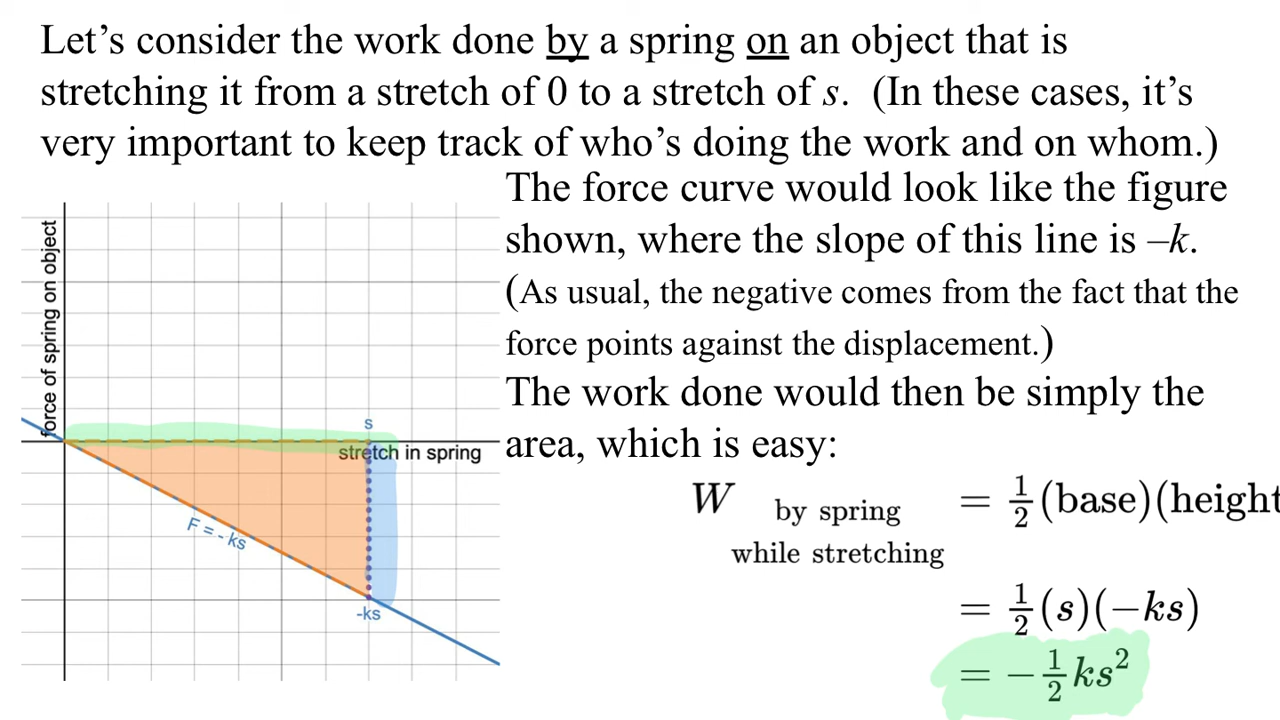 Let’s consider the work done by a spring on an object that is
stretching it from a stretch of 0 to a stretch of s. (In these cases, it’s
very important to keep track of who’s doing the work and on whom.)
The force curve would look like the figure
shown, where the slope of this line is –k.
(As usual, the negative comes from the fact that the
force points against the displacement.)
The work done would then be simply the
area, which is easy:
force of spring on object
s
stretch in spring
F = - ks
-ks
W by spring while stretching = 1/2 (base)(height
= 1/2 (s)(−ks)
= − 1/2 ks²